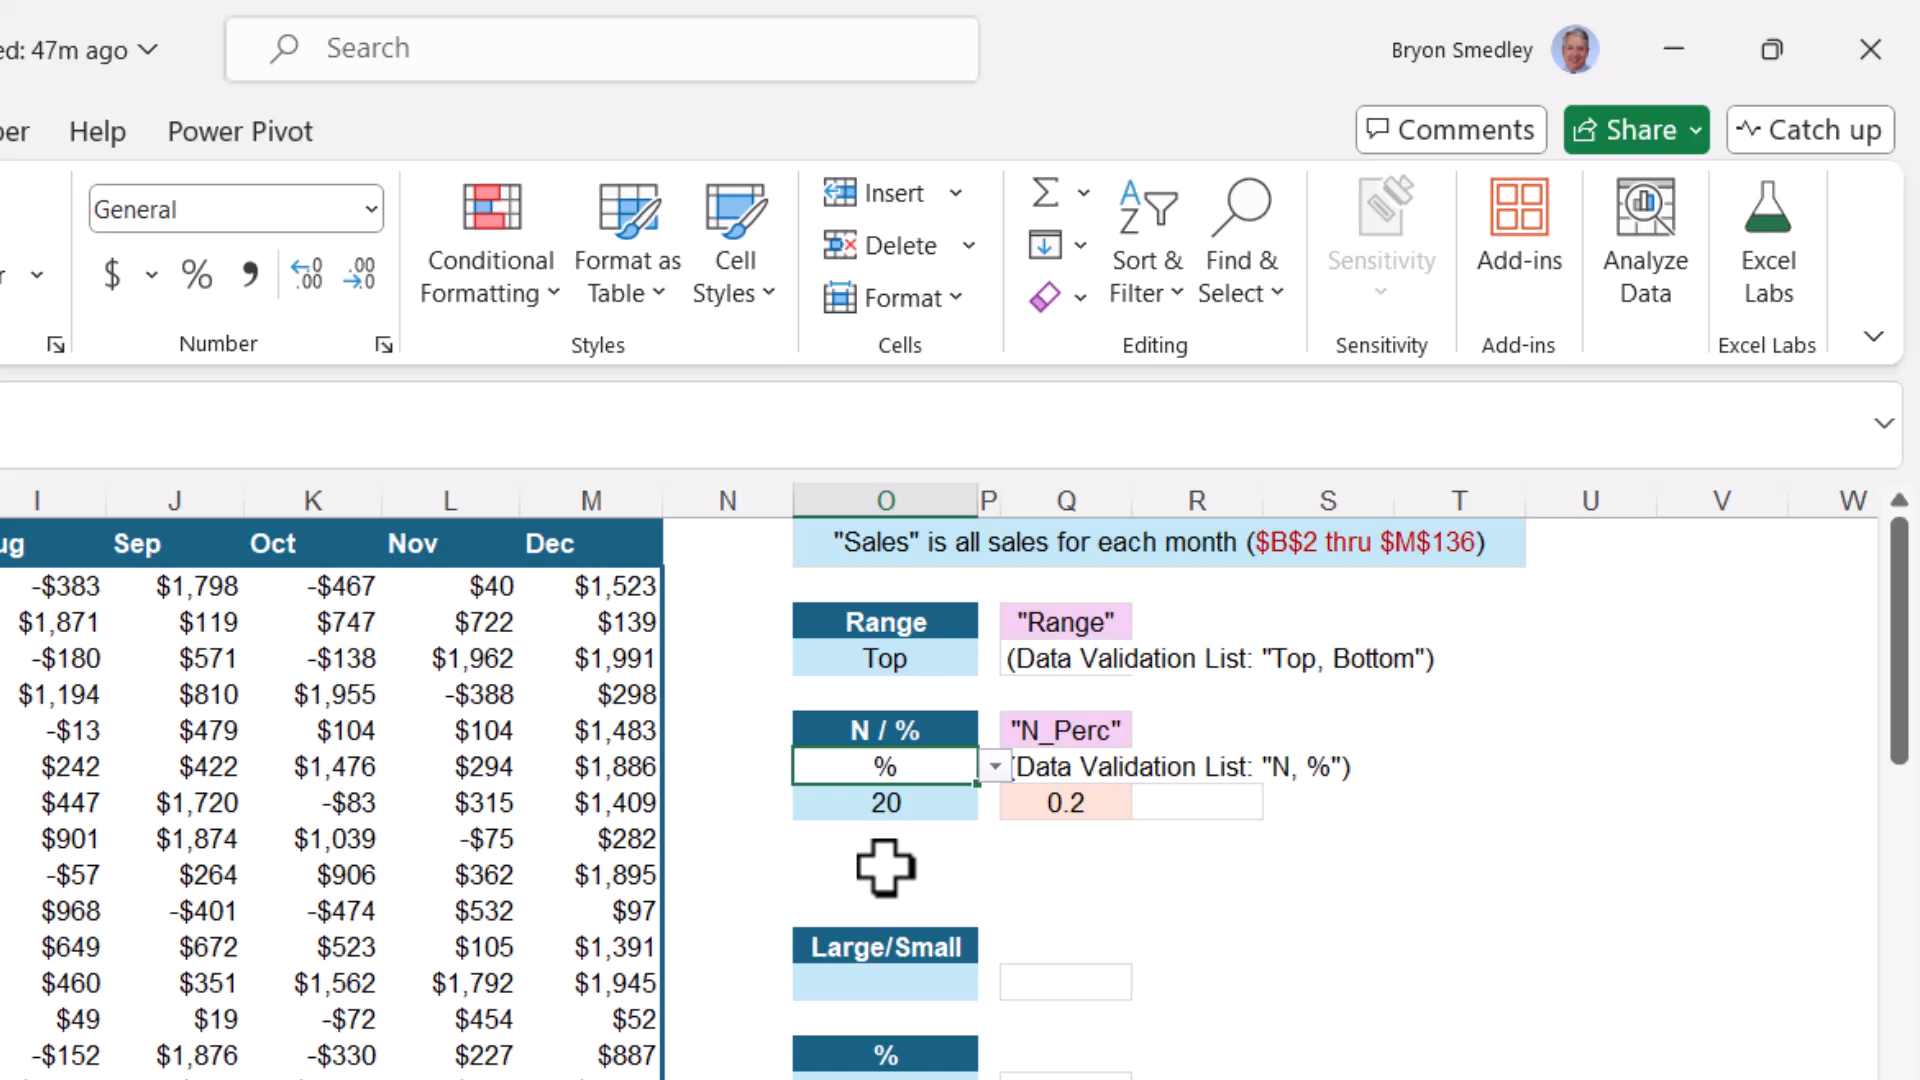 ed: 47m ago
Search
Bryon Smedley
per Help Power Pivot
Comments Share Catch up
General
$ % , .00 .00
Number
Conditional Formatting
Format as Table
Cell Styles
Styles
Insert
Delete
Format
Cells
Sort & Filter
Find & Select
Editing
Sensitivity
Sensitivity
Add-ins
Add-ins
Analyze Data
Excel Labs
Excel Labs
I J K L M N O P Q R S T U V W
ug Sep Oct Nov Dec "Sales" is all sales for each month ($B$2 thru $M$136)
-$383 $1,798 -$467 $40 $1,523
$1,871 $119 $747 $722 $139 Range "Range"
-$180 $571 -$138 $1,962 $1,991 Top (Data Validation List: "Top, Bottom")
$1,194 $810 $1,955 -$388 $298
-$13 $479 $104 $104 $1,483 N / % "N_Perc"
$242 $422 $1,476 $294 $1,886 % (Data Validation List: "N, %")
$447 $1,720 -$83 $315 $1,409 20 0.2
$901 $1,874 $1,039 -$75 $282
-$57 $264 $906 $362 $1,895
$968 -$401 -$474 $532 $97
$649 $672 $523 $105 $1,391 Large/Small
$460 $351 $1,562 $1,792 $1,945
$49 $19 -$72 $454 $52
-$152 $1,876 -$330 $227 $887 %